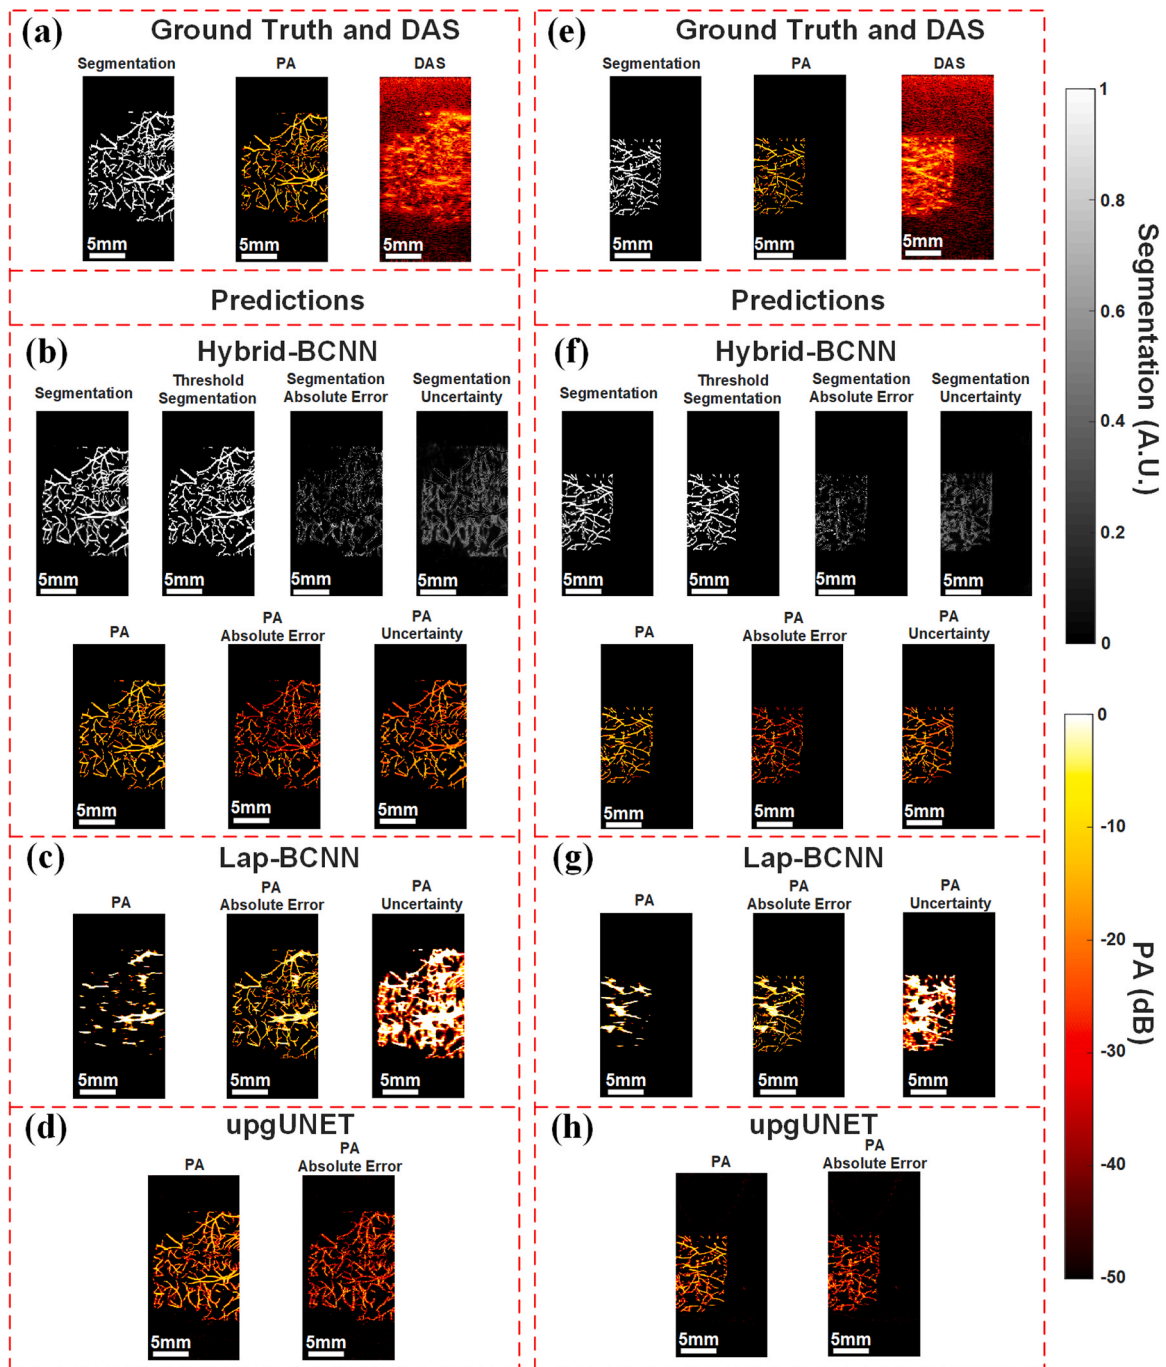 (a) Ground Truth and DAS
Segmentation PA DAS
5mm 5mm 5mm
Predictions
(b) Hybrid-BCNN
Segmentation Threshold Segmentation Segmentation Absolute Error Segmentation Uncertainty
5mm 5mm 5mm 5mm
PA PA Absolute Error PA Uncertainty
5mm 5mm 5mm
(c) Lap-BCNN
PA PA Absolute Error PA Uncertainty
5mm 5mm 5mm
(d) upgUNET
PA PA Absolute Error
5mm 5mm
(e) Ground Truth and DAS
Segmentation PA DAS
5mm 5mm 5mm
Predictions
(f) Hybrid-BCNN
Segmentation Threshold Segmentation Segmentation Absolute Error Segmentation Uncertainty
5mm 5mm 5mm 5mm
PA PA Absolute Error PA Uncertainty
5mm 5mm 5mm
(g) Lap-BCNN
PA PA Absolute Error PA Uncertainty
5mm 5mm 5mm
(h) upgUNET
PA PA Absolute Error
5mm 5mm
1
0.8
0.6
0.4
0.2
0
Segmentation (A.U.)
0
-10
-20
-30
-40
-50
PA (dB)